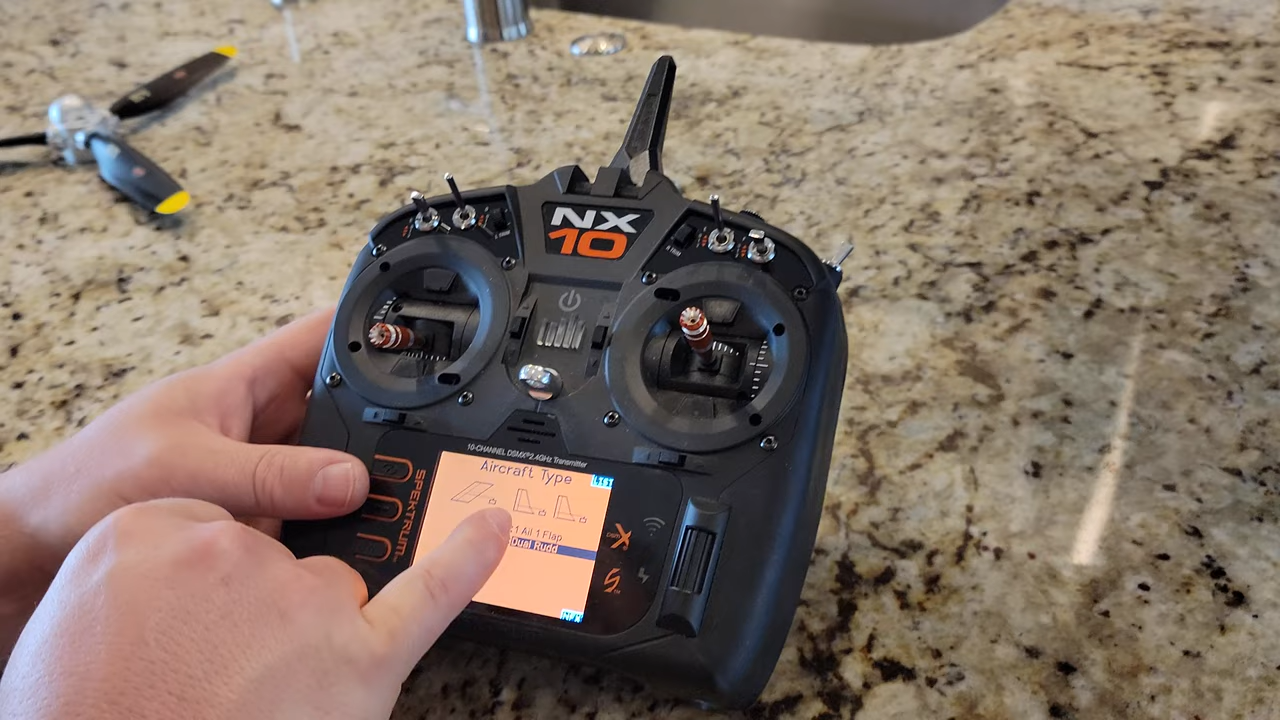 NX
10
10-CHANNEL DSMX® 2.4GHz Transmitter
SPEKTRUM
Aircraft Type
LIST
:1 Ail 1 Flap
Dual Rudd